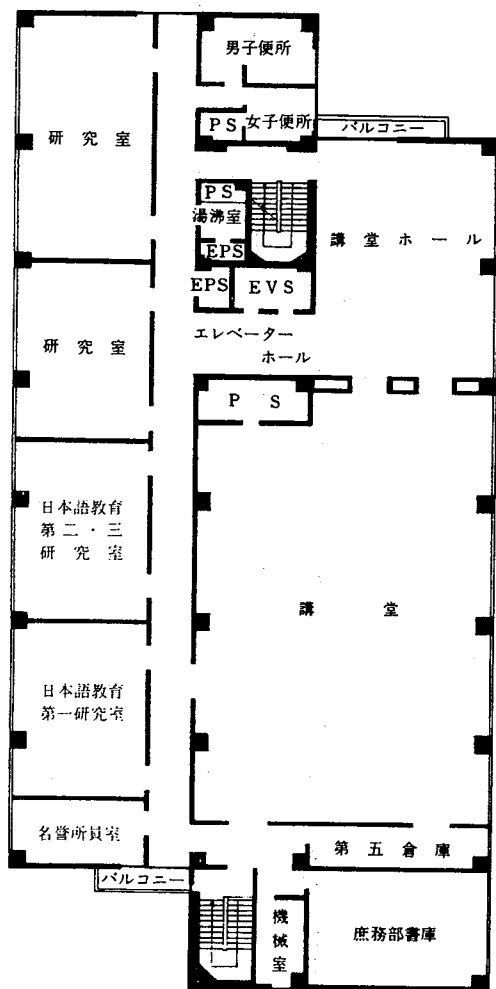 男子便所
研究室
PS
女子便所
バルコニー
PS
湯沸室
講堂ホール
EPS
EPS
EVS
エレベーター
ホール
研究室
PS
日本語教育
第二・三
研究室
講堂
日本語教育
第一研究室
名誉所員室
第五倉庫
バルコニー
機械室
庶務部書庫